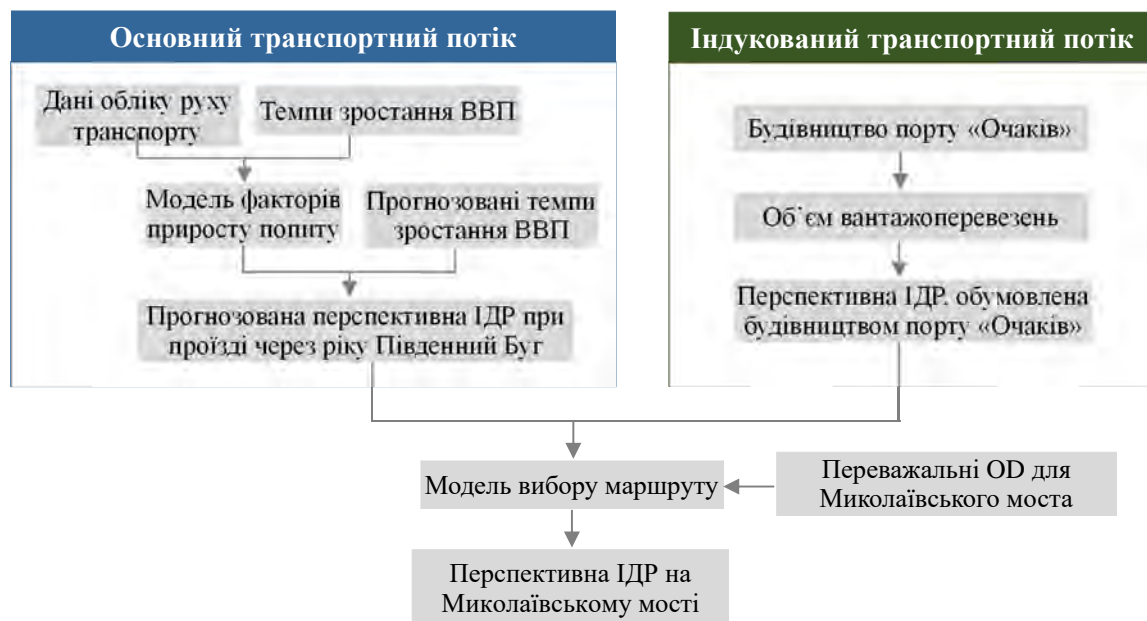 Основний транспортний потік
Дані обліку руху
транспорту
Темпи зростання ВВП
Модель факторів
приросту попиту
Прогнозовані темпи
зростання ВВП
Прогнозована перспективна ІДР при
проїзді через ріку Південний Буг
Індукований транспортний потік
Будівництво порту «Очаків»
Об`єм вантажоперевезень
Перспективна ІДР. обумовлена
будівництвом порту «Очаків»
Модель вибору маршруту
Переважальні OD для
Миколаївського моста
Перспективна ІДР на
Миколаївському мості